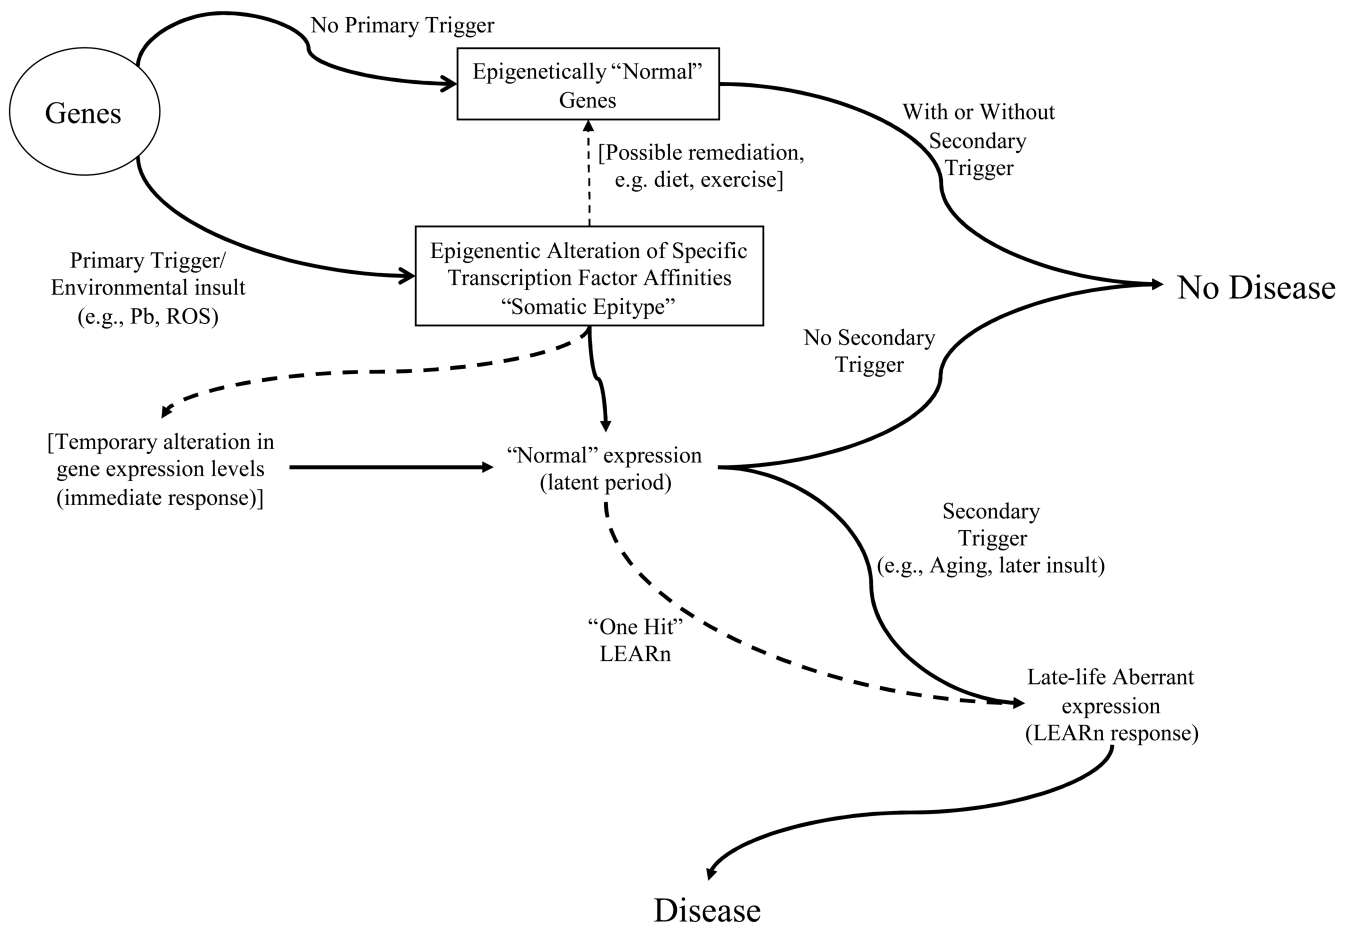 No Primary Trigger
Genes
Epigenetically “Normal”
Genes
With or Without
Secondary
Trigger
[Possible remediation,
e.g. diet, exercise]
Primary Trigger/
Environmental insult
(e.g., Pb, ROS)
Epigenentic Alteration of Specific
Transcription Factor Affinities
“Somatic Epitype”
No Disease
No Secondary
Trigger
[Temporary alteration in
gene expression levels
(immediate response)]
“Normal” expression
(latent period)
Secondary
Trigger
(e.g., Aging, later insult)
“One Hit”
LEARn
Late-life Aberrant
expression
(LEARn response)
Disease